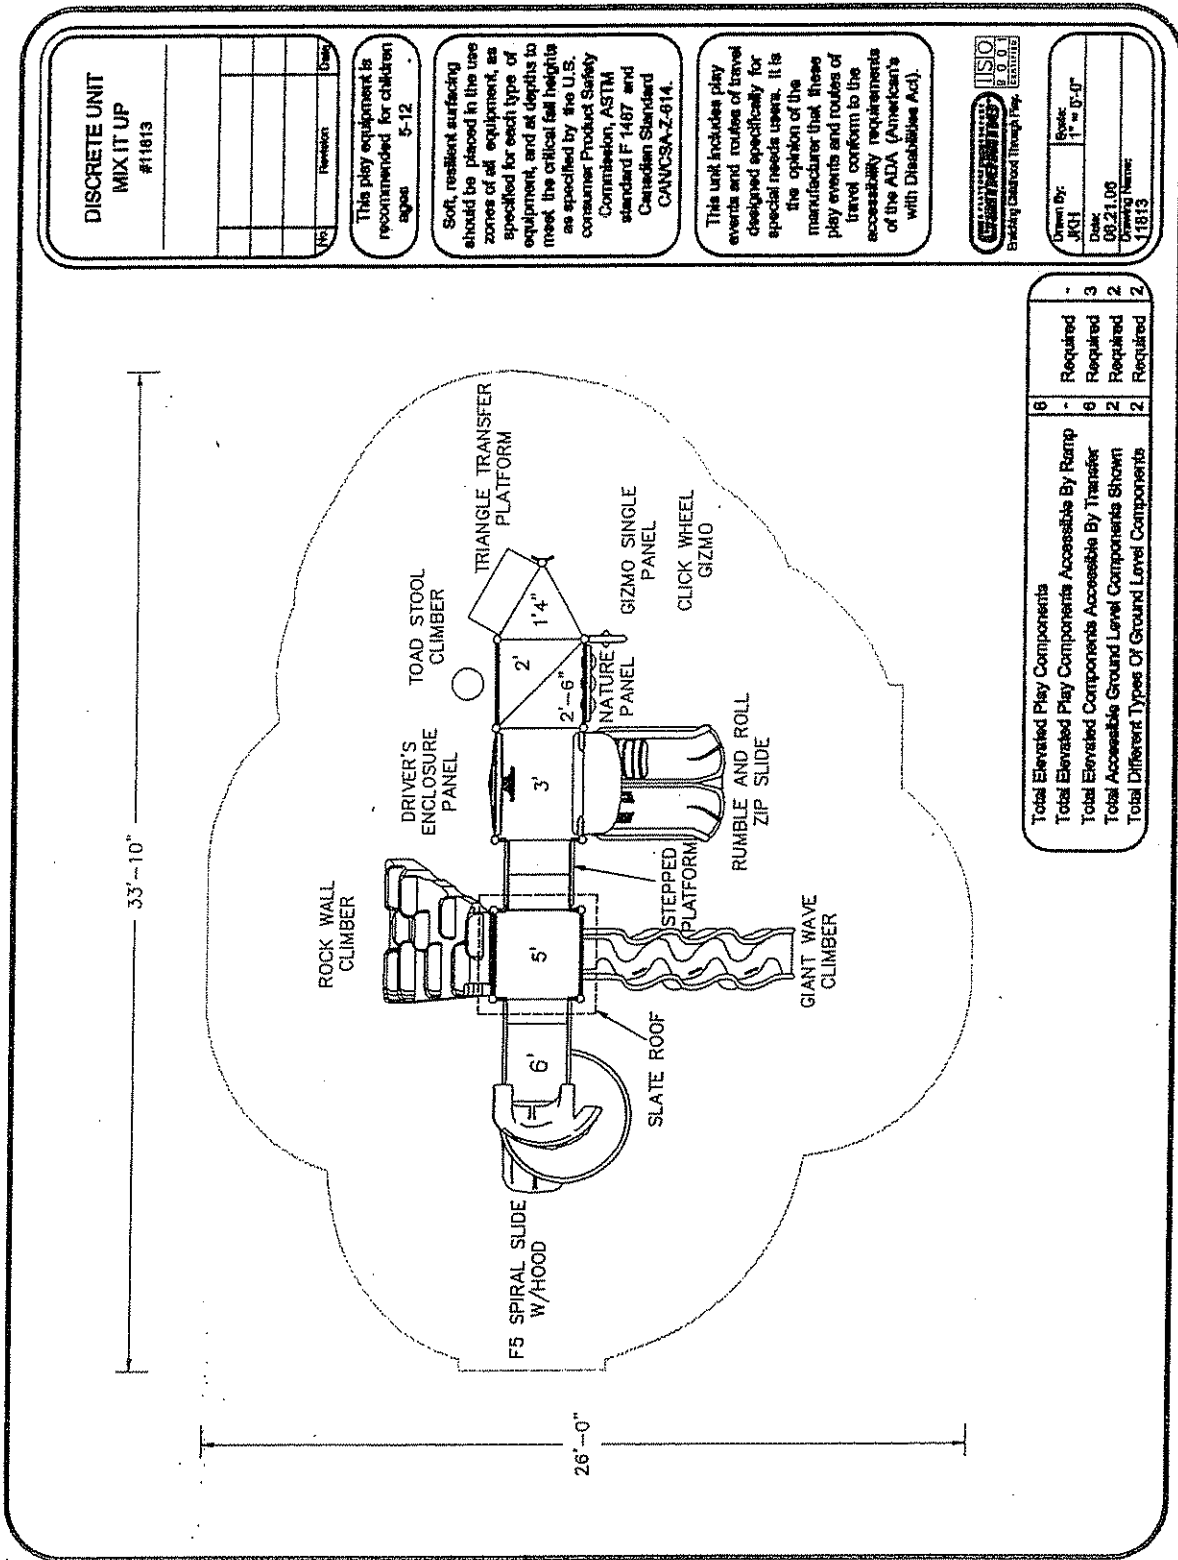 DISCRETE UNIT
MIX IT UP
#11813
No.
Revision
Date
This play equipment is
recommended for children
ages 5-12 .
Soft, resilient surfacing
should be placed in the use
zones of all equipment, as
specified for each type of
equipment, and at depths to
meet the critical fall heights
as specified by the U.S.
consumer Product Safety
Commission, ASTM
standard F 1487 and
Canadian Standard
CAN/CSA-Z-614.
This unit includes play
events and routes of travel
designed specifically for
special needs users. It is
the opinion of the
manufacturer that these
play events and routes of
travel conform to the
accessibility requirements
of the ADA (American's
with Disabilities Act).
ISO
9001
CERTIFIED
Enriching Childhood Through Play.
Drawn By:
JKH
Scale:
Date:
Drawing Name:
11813
33'-10"
26'-0"
TRIANGLE TRANSFER
PLATFORM
TOAD STOOL
CLIMBER
DRIVER'S
ENCLOSURE
PANEL
ROCK WALL
CLIMBER
1'4"
2'
2'-6"
3'
5'
6'
GIZMO SINGLE
PANEL
CLICK WHEEL
GIZMO
NATURE
PANEL
RUMBLE AND ROLL
ZIP SLIDE
STEPPED
PLATFORM
GIANT WAVE
CLIMBER
SLATE ROOF
F5 SPIRAL SLIDE
W/HOOD
Total Elevated Play Components
Total Elevated Play Components Accessible By Ramp - Required -
Total Elevated Components Accessible By Transfer 6 Required 3
Total Accessible Ground Level Components Shown 2 Required 2
Total Different Types Of Ground Level Components 2 Required 2